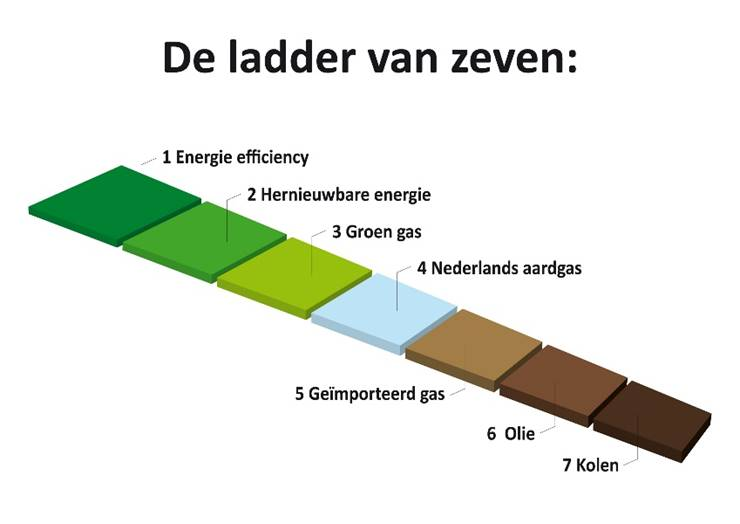 De ladder van zeven:
1 Energie efficiency
2 Hernieuwbare energie
3 Groen gas
4 Nederlands aardgas
5 Geïmporteerd gas
6 Olie
7 Kolen